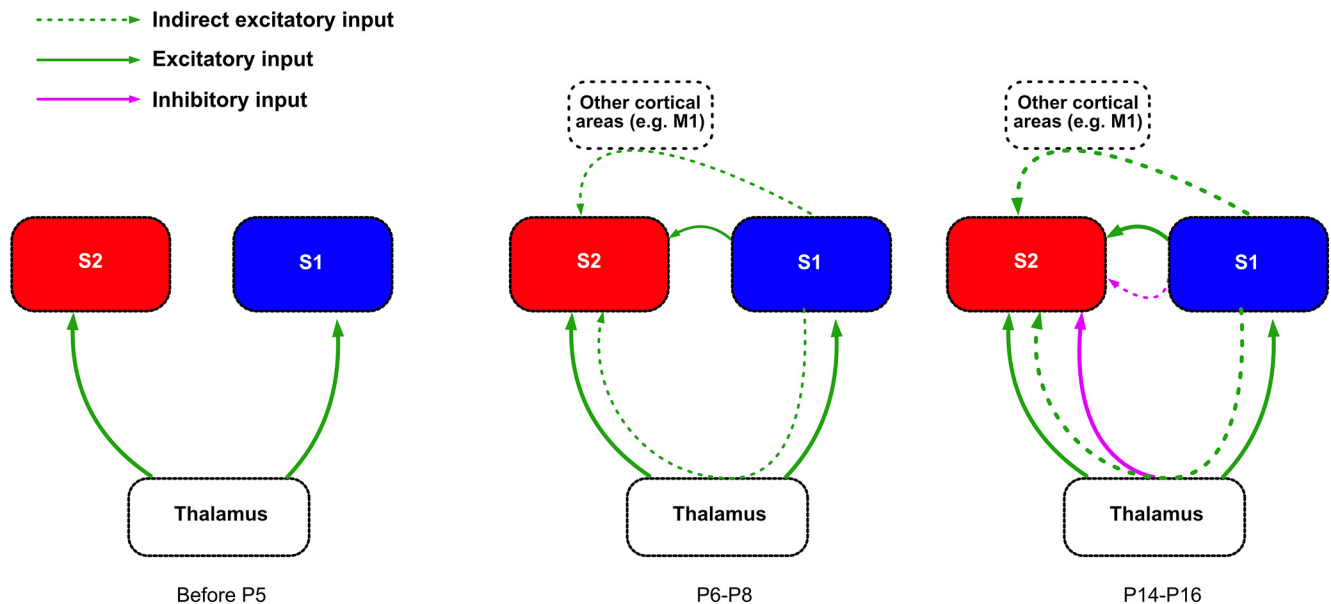 Indirect excitatory input
Excitatory input
Inhibitory input
Other cortical
areas (e.g. M1)
Other cortical
areas (e.g. M1)
S2
S1
S2
S1
S2
S1
Thalamus
Thalamus
Thalamus
Before P5
P6-P8
P14-P16